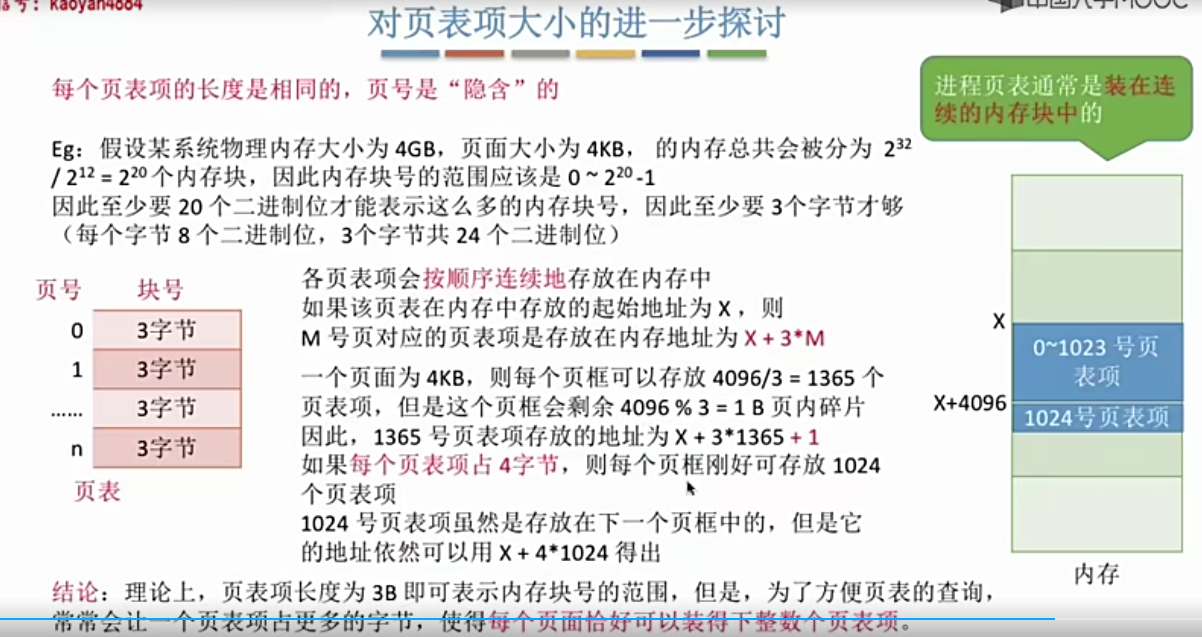 信号：kaoyan4884
中国大学MOOC
对页表项大小的进一步探讨
每个页表项的长度是相同的，页号是“隐含”的
进程页表通常是装在连
续的内存块中的
Eg：假设某系统物理内存大小为 4GB，页面大小为 4KB， 的内存总共会被分为 2³²
/ 2¹² = 2²⁰ 个内存块，因此内存块号的范围应该是 0 ~ 2²⁰ -1
因此至少要 20 个二进制位才能表示这么多的内存块号，因此至少要 3个字节才够
（每个字节 8 个二进制位，3个字节共 24 个二进制位）
页号 块号
0 3字节
1 3字节
…… 3字节
n 3字节
页表
各页表项会按顺序连续地存放在内存中
如果该页表在内存中存放的起始地址为 X ，则
M 号页对应的页表项是存放在内存地址为 X + 3*M
一个页面为 4KB，则每个页框可以存放 4096/3 = 1365 个
页表项，但是这个页框会剩余 4096 % 3 = 1 B 页内碎片
因此，1365 号页表项存放的地址为 X + 3*1365 + 1
如果每个页表项占 4字节，则每个页框刚好可存放 1024
个页表项
1024 号页表项虽然是存放在下一个页框中的，但是它
的地址依然可以用 X + 4*1024 得出
X
0~1023 号页
表项
X+4096
1024号页表项
内存
结论：理论上，页表项长度为 3B 即可表示内存块号的范围，但是，为了方便页表的查询，
常常会让一个页表项占更多的字节，使得每个页面恰好可以装得下整数个页表项。